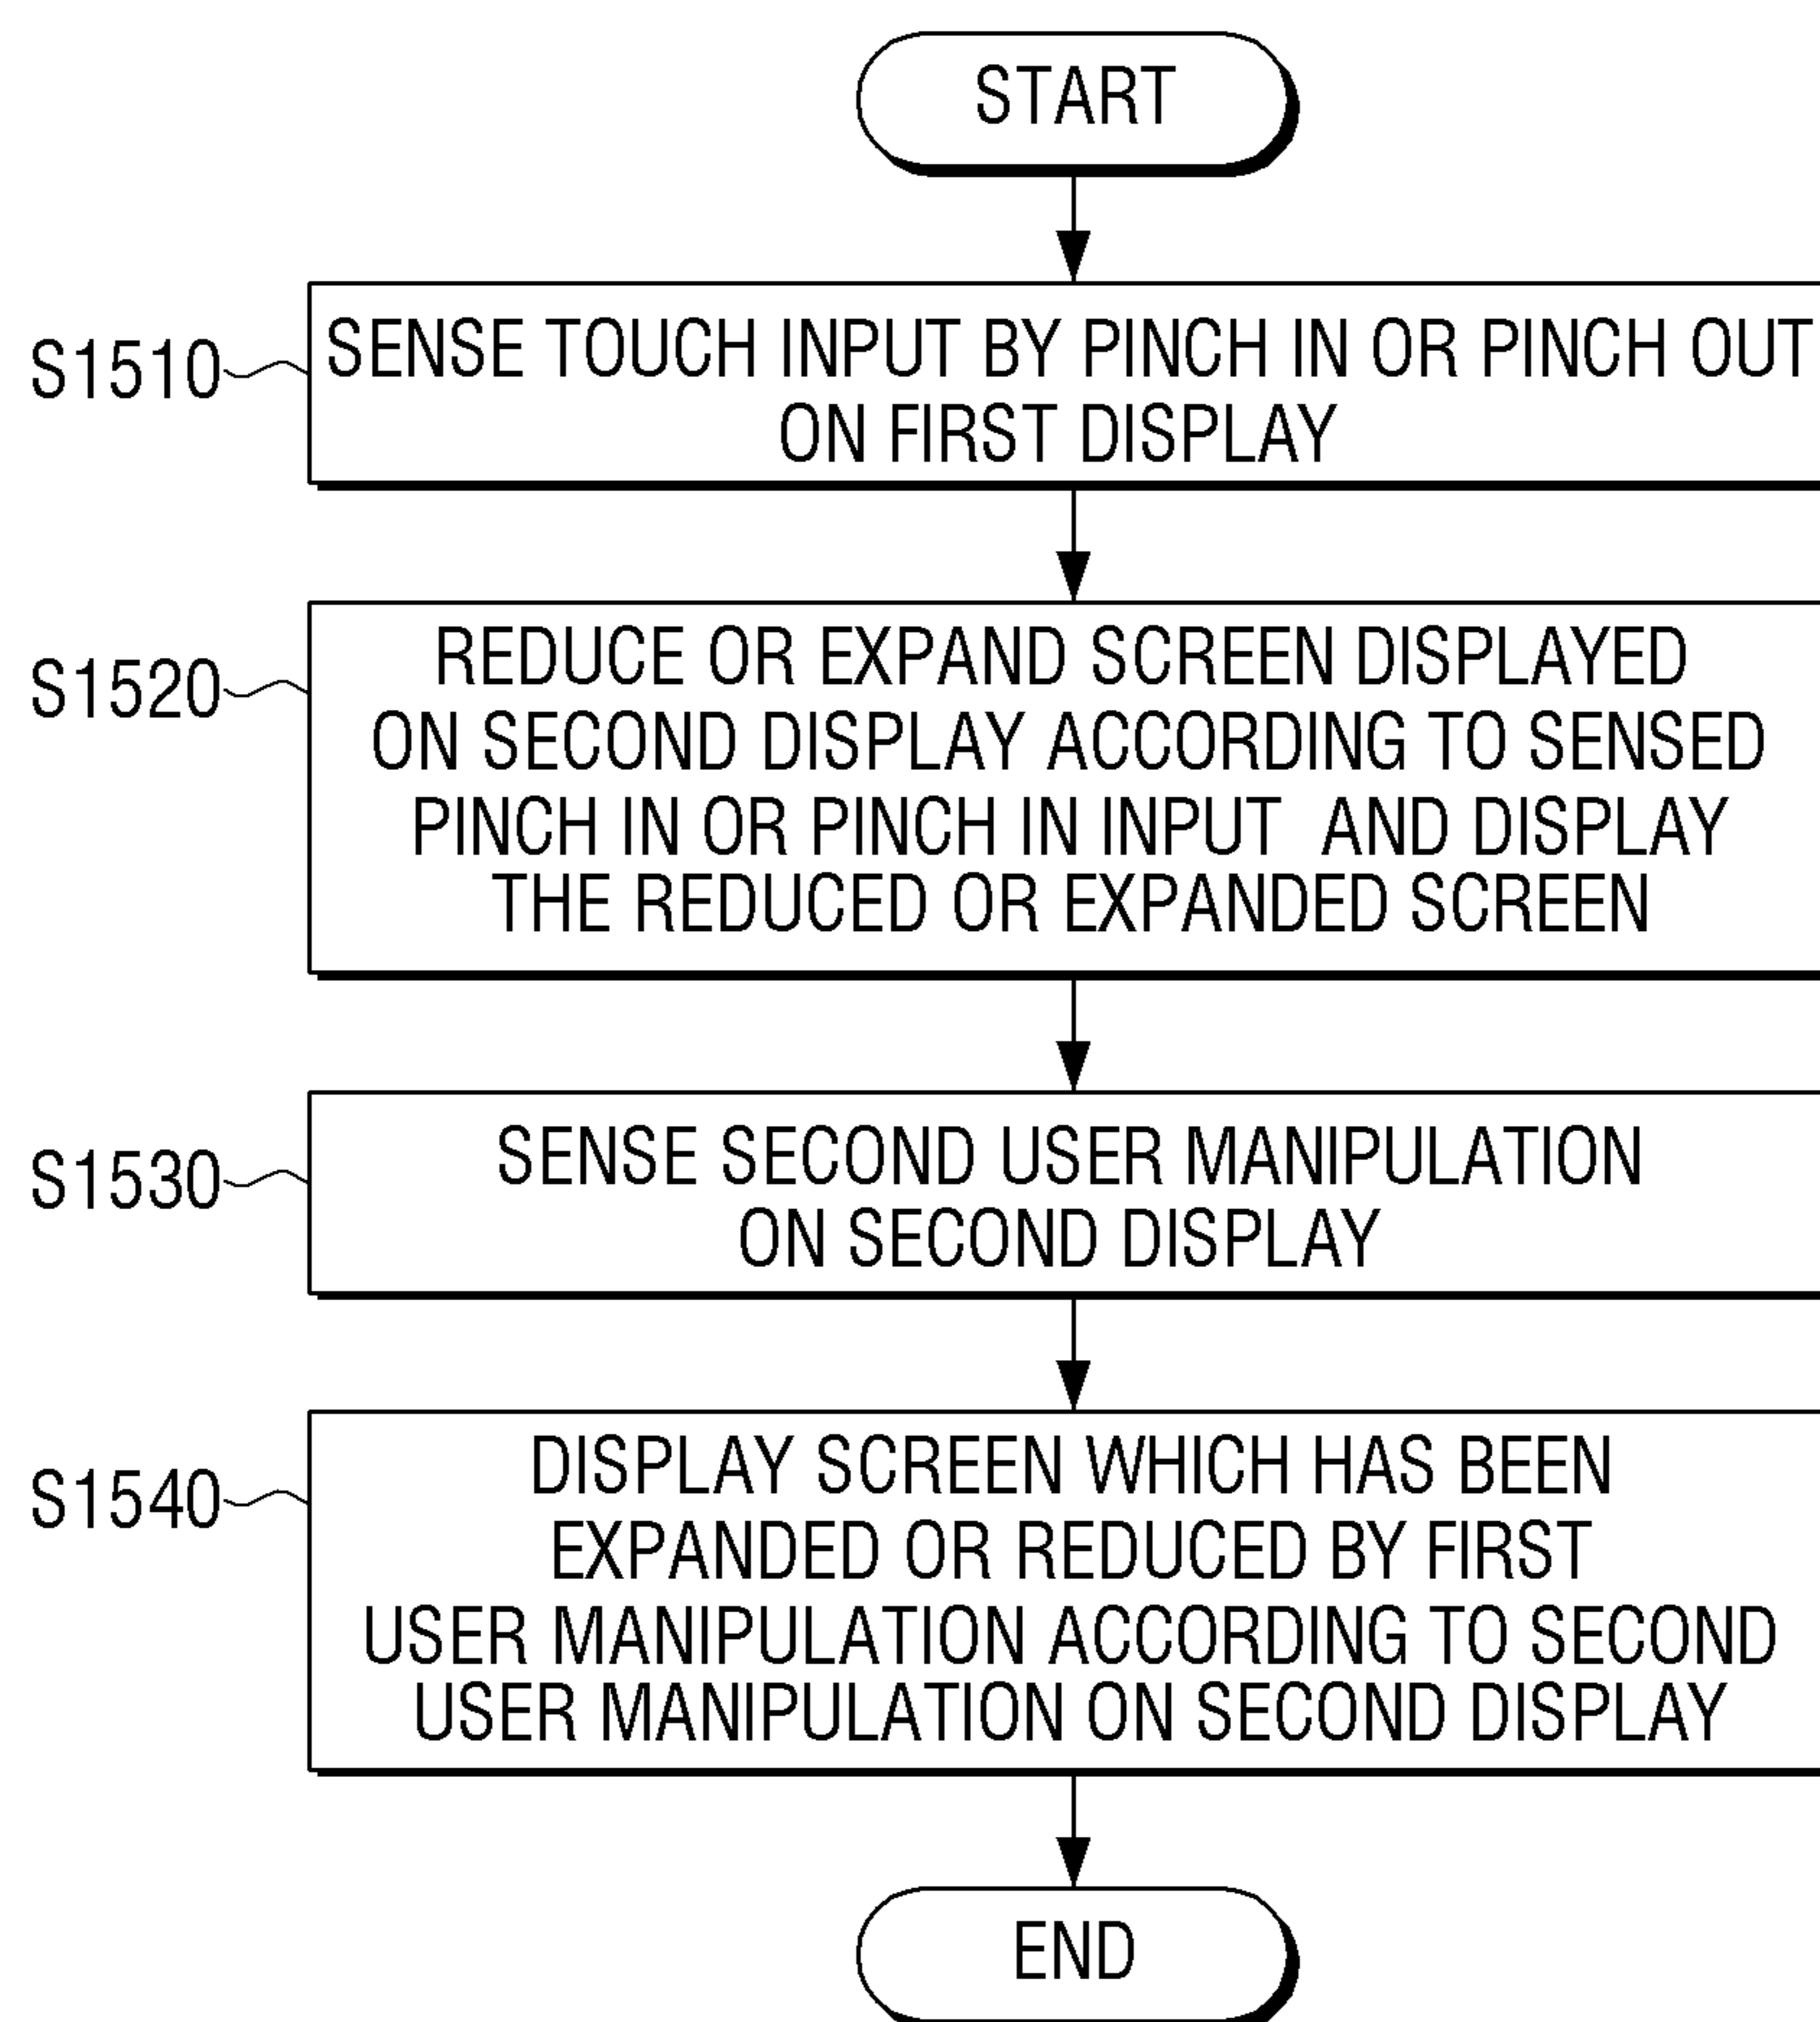 START
S1510
SENSE TOUCH INPUT BY PINCH IN OR PINCH OUT
ON FIRST DISPLAY
S1520
REDUCE OR EXPAND SCREEN DISPLAYED
ON SECOND DISPLAY ACCORDING TO SENSED
PINCH IN OR PINCH IN INPUT AND DISPLAY
THE REDUCED OR EXPANDED SCREEN
S1530
SENSE SECOND USER MANIPULATION
ON SECOND DISPLAY
S1540
DISPLAY SCREEN WHICH HAS BEEN
EXPANDED OR REDUCED BY FIRST
USER MANIPULATION ACCORDING TO SECOND
USER MANIPULATION ON SECOND DISPLAY
END